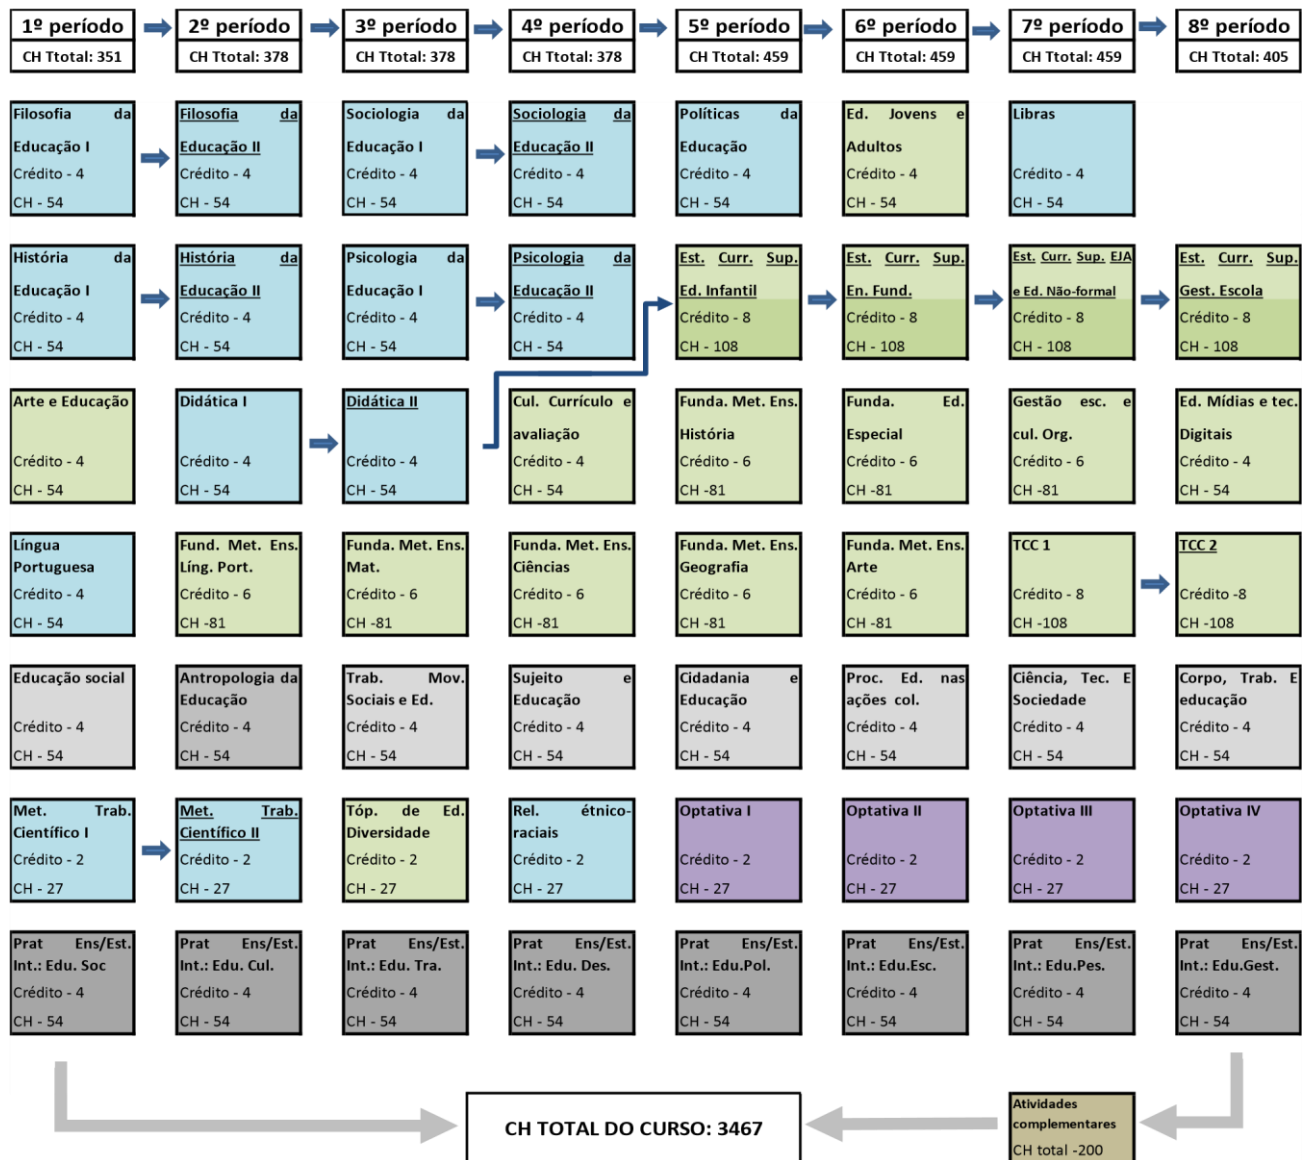 1º período
2º período
3º período
4º período
5º período
6º período
7º período
8º período
CH Ttotal: 351
CH Ttotal: 378
CH Ttotal: 378
CH Ttotal: 378
CH Ttotal: 459
CH Ttotal: 459
CH Ttotal: 459
CH Ttotal: 405
Filosofia da
Educação I
Crédito - 4
CH - 54
Filosofia da
Educação II
Crédito - 4
CH - 54
Sociologia da
Educação I
Crédito - 4
CH - 54
Sociologia da
Educação II
Crédito - 4
CH - 54
Políticas da
Educação
Crédito - 4
CH - 54
Ed. Jovens e
Adultos
Crédito - 4
CH - 54
Libras
Crédito - 4
CH - 54
História da
Educação I
Crédito - 4
CH - 54
História da
Educação II
Crédito - 4
CH - 54
Psicologia da
Educação I
Crédito - 4
CH - 54
Psicologia da
Educação II
Crédito - 4
CH - 54
Est. Curr. Sup.
Ed. Infantil
Crédito - 8
CH - 108
Est. Curr. Sup.
En. Fund.
Crédito - 8
CH - 108
Est. Curr. Sup. EJA
e Ed. Não-formal
Crédito - 8
CH - 108
Est. Curr. Sup.
Gest. Escola
Crédito - 8
CH - 108
Arte e Educação
Crédito - 4
CH - 54
Didática I
Crédito - 4
CH - 54
Didática II
Crédito - 4
CH - 54
Cul. Currículo e
avaliação
Crédito - 4
CH - 54
Funda. Met. Ens.
História
Crédito - 6
CH -81
Funda. Ed.
Especial
Crédito - 6
CH -81
Gestão esc. e
cul. Org.
Crédito - 6
CH -81
Ed. Mídias e tec.
Digitais
Crédito - 4
CH - 54
Língua
Portuguesa
Crédito - 4
CH - 54
Fund. Met. Ens.
Líng. Port.
Crédito - 6
CH -81
Funda. Met. Ens.
Mat.
Crédito - 6
CH -81
Funda. Met. Ens.
Ciências
Crédito - 6
CH -81
Funda. Met. Ens.
Geografia
Crédito - 6
CH -81
Funda. Met. Ens.
Arte
Crédito - 6
CH -81
TCC 1
Crédito - 8
CH -108
TCC 2
Crédito -8
CH -108
Educação social
Crédito - 4
CH - 54
Antropologia da
Educação
Crédito - 4
CH - 54
Trab. Mov.
Sociais e Ed.
Crédito - 4
CH - 54
Sujeito e
Educação
Crédito - 4
CH - 54
Cidadania e
Educação
Crédito - 4
CH - 54
Proc. Ed. nas
ações col.
Crédito - 4
CH - 54
Ciência, Tec. E
Sociedade
Crédito - 4
CH - 54
Corpo, Trab. E
educação
Crédito - 4
CH - 54
Met. Trab.
Científico I
Crédito - 2
CH - 27
Met. Trab.
Científico II
Crédito - 2
CH - 27
Tóp. de Ed.
Diversidade
Crédito - 2
CH - 27
Rel. étnico-
raciais
Crédito - 2
CH - 27
Optativa I
Crédito - 2
CH - 27
Optativa II
Crédito - 2
CH - 27
Optativa III
Crédito - 2
CH - 27
Optativa IV
Crédito - 2
CH - 27
Prat Ens/Est.
Int.: Edu. Soc
Crédito - 4
CH - 54
Prat Ens/Est.
Int.: Edu. Cul.
Crédito - 4
CH - 54
Prat Ens/Est.
Int.: Edu. Tra.
Crédito - 4
CH - 54
Prat Ens/Est.
Int.: Edu. Des.
Crédito - 4
CH - 54
Prat Ens/Est.
Int.: Edu.Pol.
Crédito - 4
CH - 54
Prat Ens/Est.
Int.: Edu.Esc.
Crédito - 4
CH - 54
Prat Ens/Est.
Int.: Edu.Pes.
Crédito - 4
CH - 54
Prat Ens/Est.
Int.: Edu.Gest.
Crédito - 4
CH - 54
CH TOTAL DO CURSO: 3467
Atividades
complementares
CH total -200